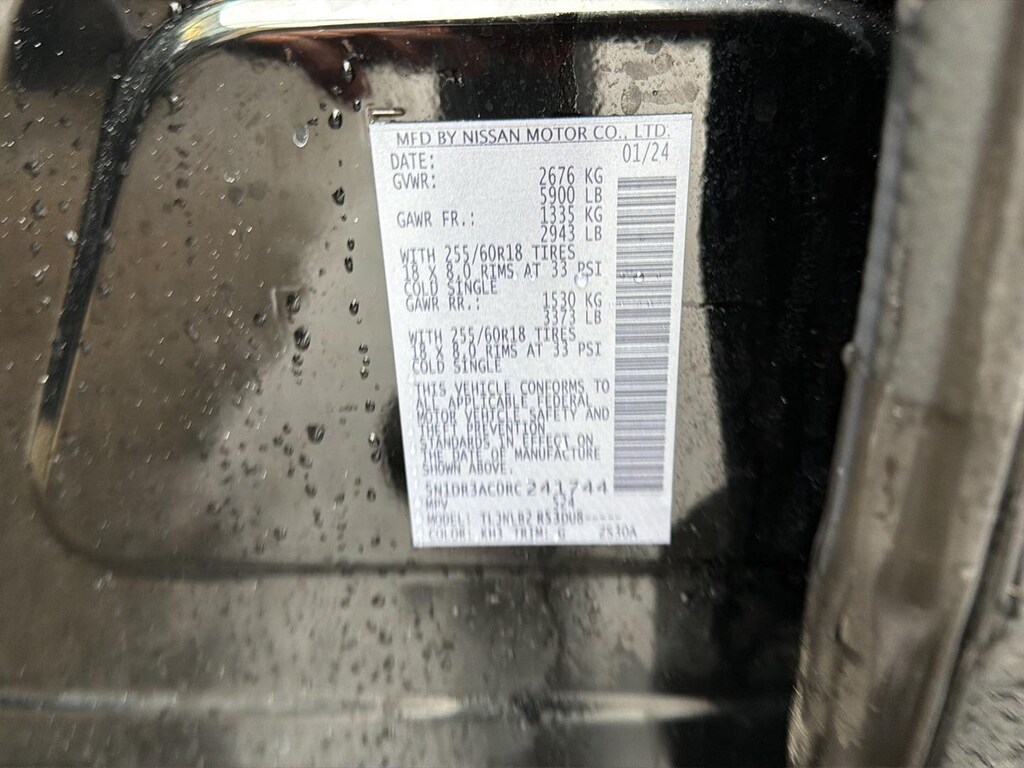 MFD BY NISSAN MOTOR CO., LTD.
DATE: 01/24
GVWR: 2676 KG
5900 LB
GAWR FR.: 1335 KG
2943 LB
WITH 255/60R18 TIRES
18 X 8.0 RIMS AT 33 PSI
COLD SINGLE
GAWR RR.: 1530 KG
3373 LB
WITH 255/60R18 TIRES
18 X 8.0 RIMS AT 33 PSI
COLD SINGLE
THIS VEHICLE CONFORMS TO
ALL APPLICABLE FEDERAL
MOTOR VEHICLE SAFETY AND
THEFT PREVENTION
STANDARDS IN EFFECT ON
THE DATE OF MANUFACTURE
SHOWN ABOVE.
5N1DR3AC0RC241744
MPV
MODEL:
COLOR: KH3 TRIM: G